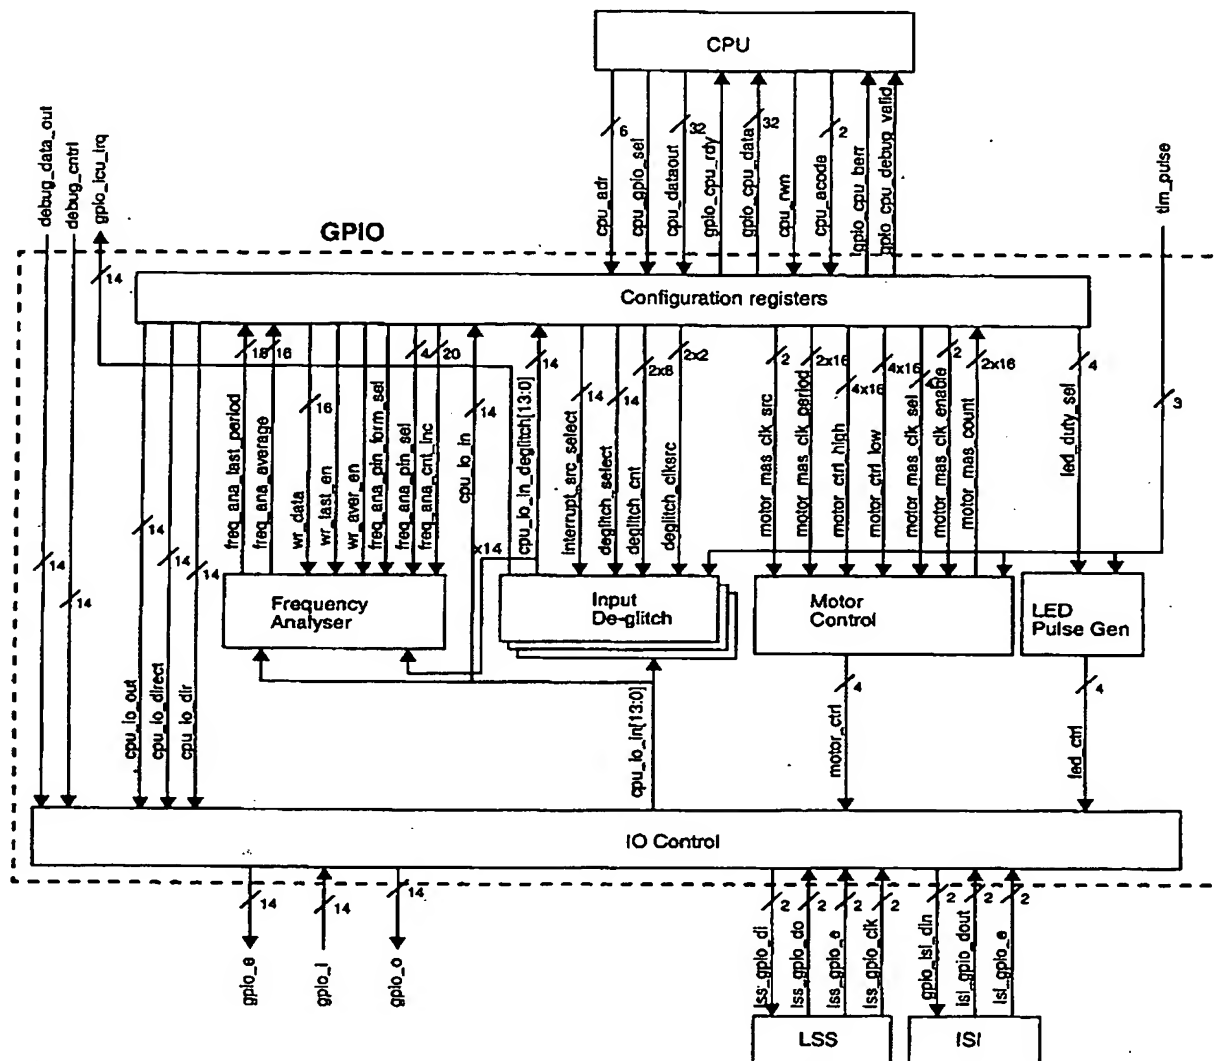 CPU
debug_data_out
debug_cntrl
gpio_icu_irq
6
32
32
2
cpu_adr
cpu_gpio_sel
cpu_dataout
gpio_cpu_rdy
gpio_cpu_data
cpu_rwn
cpu_acode
gpio_cpu_berr
gpio_cpu_debug_valid
tim_pulse
GPIO
14
Configuration registers
16
4
20
14
14
2x6
2x2
2
2x16
4x16
4x16
4
2
2x16
4
3
16
14
14
freq_ana_last_period
freq_ana_average
wr_data
wr_last_en
wr_aver_en
freq_ana_pin_form_sel
freq_ana_pin_sel
freq_ana_cnt_inc
cpu_io_in
cpu_io_in_deglitch[13:0]
interrupt_src_select
deglitch_select
deglitch_cnt
deglitch_clksrc
motor_mas_clk_src
motor_mas_clk_period
motor_ctrl_high
motor_ctrl_low
motor_mas_clk_sel
motor_mas_clk_enable
motor_mas_count
led_duty_sel
14
14
14
14
14
x14
Frequency
Analyser
Input
De-glitch
Motor
Control
LED
Pulse Gen
cpu_io_out
cpu_io_direct
cpu_io_dir
cpu_io_in[13:0]
4
motor_ctrl
4
led_ctrl
IO Control
14
14
14
2
2
2
2
2
2
2
gpio_e
gpio_i
gpio_o
lss_gpio_di
lss_gpio_do
lss_gpio_e
lss_gpio_clk
gpio_isi_din
isi_gpio_dout
isi_gpio_e
LSS
ISI